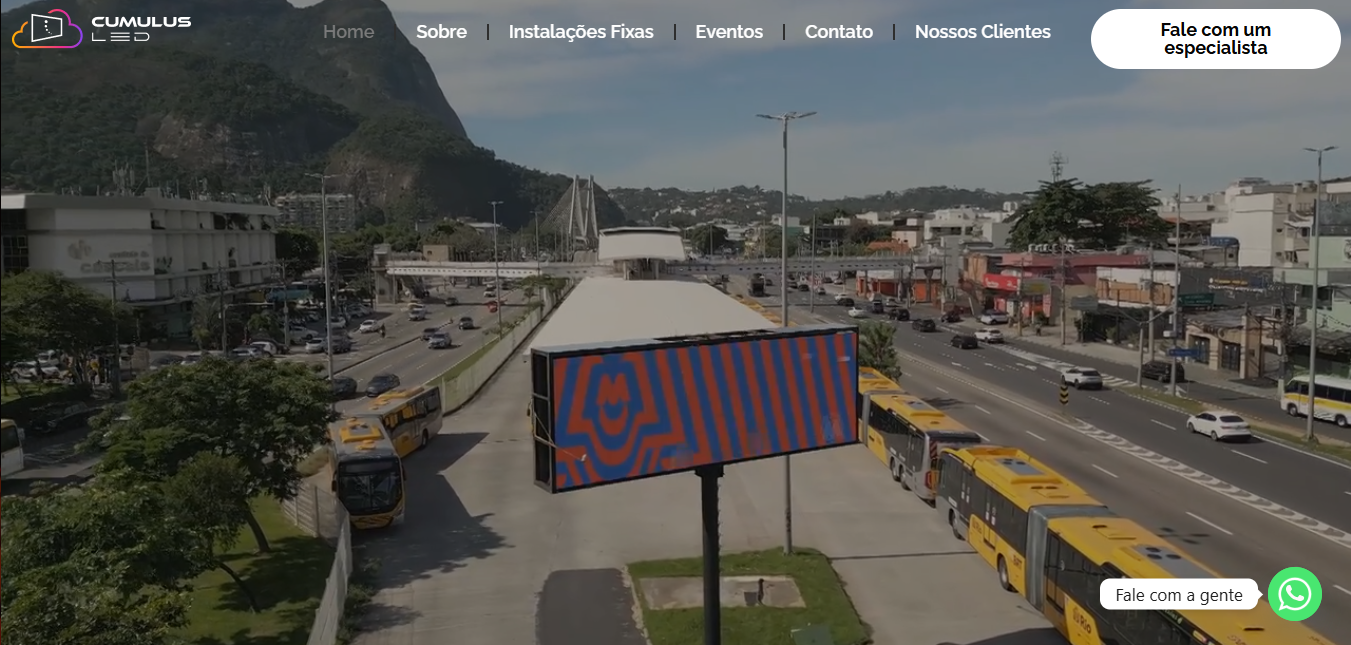 CUMULUS
LED
Home
Sobre
Instalações Fixas
Eventos
Contato
Nossos Clientes
Fale com um
especialista
Fale com a gente